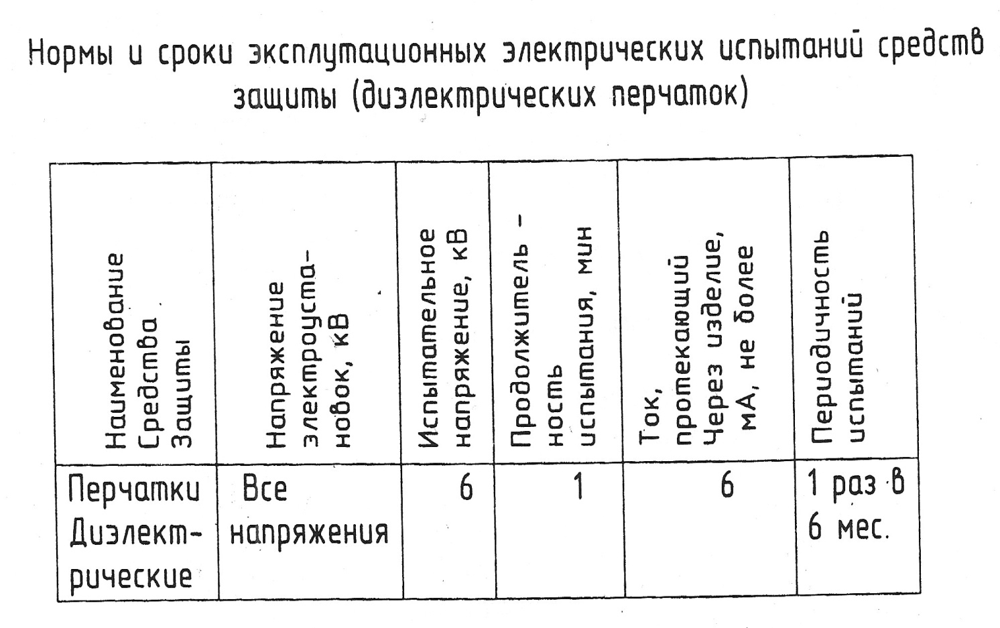 Нормы и сроки эксплутационных электрических испытаний средств
защиты (диэлектрических перчаток)
Наименование
Средства
Защиты
Напряжение
электроуста-
новок, кВ
Испытательное
напряжение, кВ
Продолжитель -
ность
испытания, мин
Ток,
протекающий
Через изделие,
мА, не более
Периодичность
испытаний
Перчатки
Диэлект-
рические
Все
напряжения
6
1
6
1 раз в
6 мес.